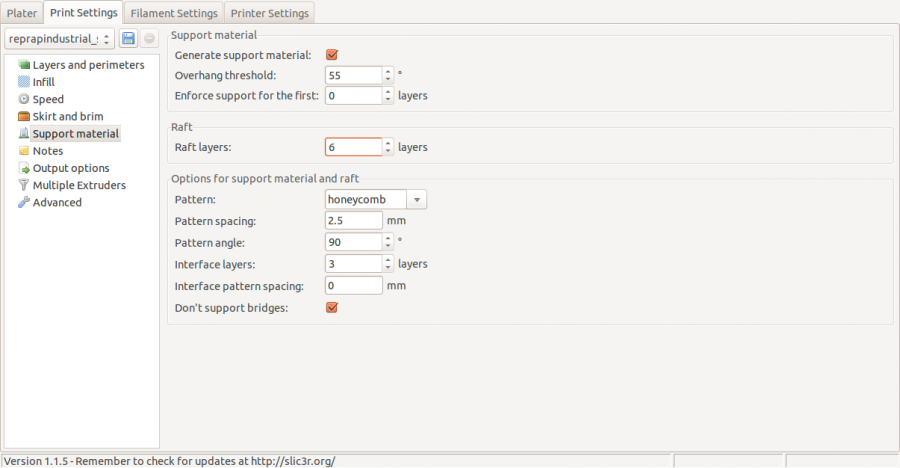 Plater Print Settings Filament Settings Printer Settings
reprapindustrial_
Layers and perimeters
Infill
Speed
Skirt and brim
Support material
Notes
Output options
Multiple Extruders
Advanced
Support material
Generate support material:
Overhang threshold: 55 °
Enforce support for the first: 0 layers
Raft
Raft layers: 6 layers
Options for support material and raft
Pattern: honeycomb
Pattern spacing: 2.5 mm
Pattern angle: 90 °
Interface layers: 3 layers
Interface pattern spacing: 0 mm
Don't support bridges:
Version 1.1.5 - Remember to check for updates at http://slic3r.org/